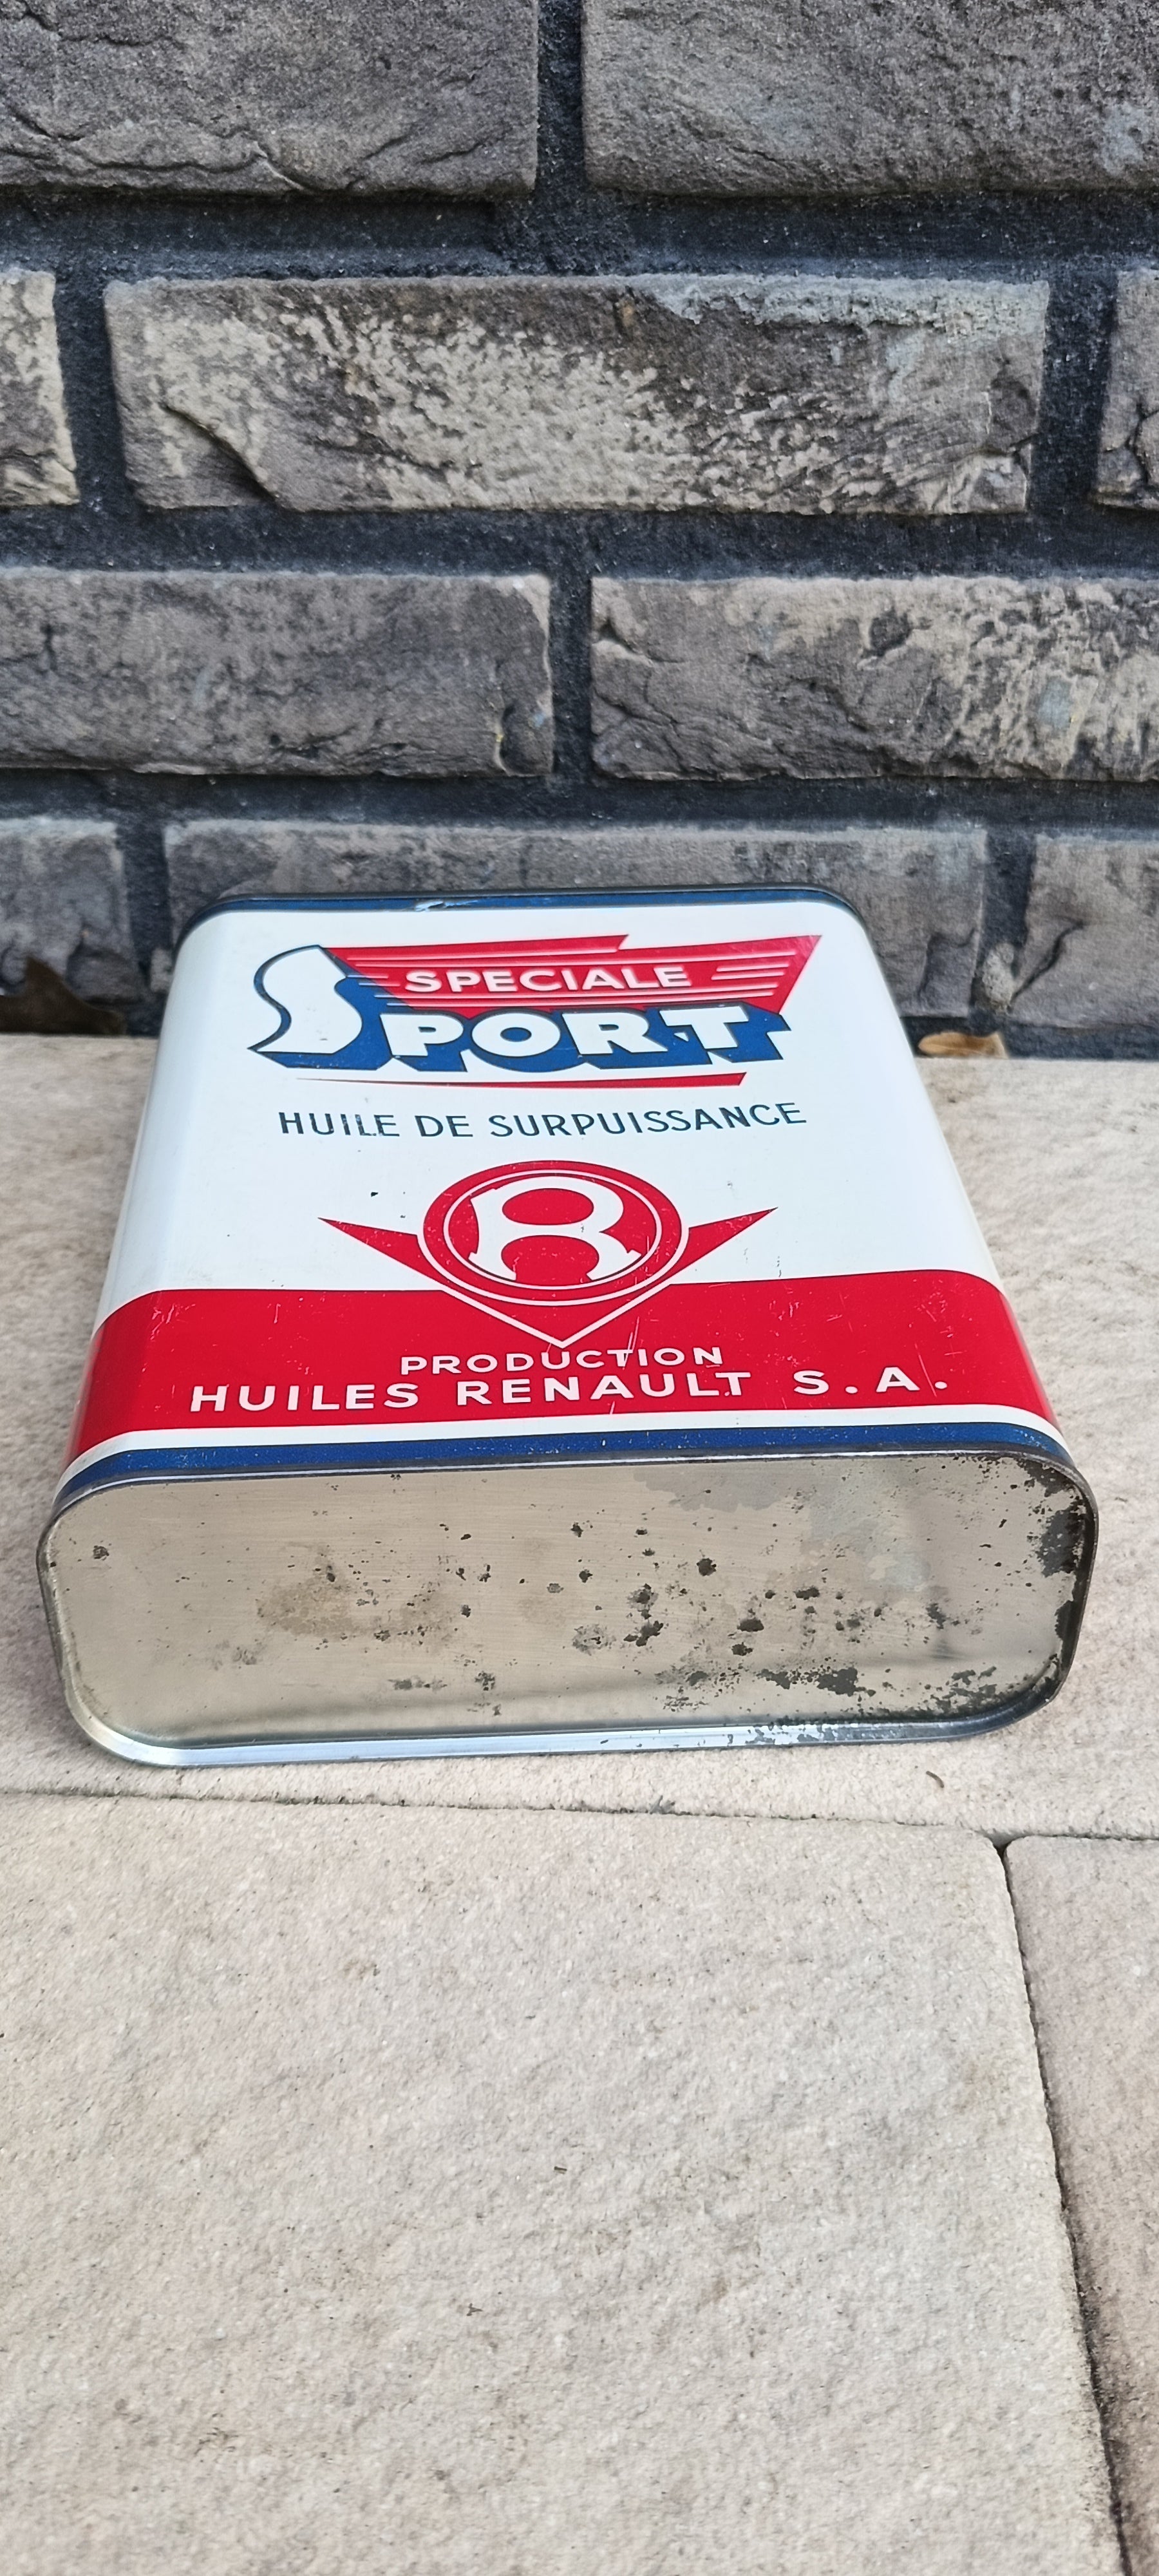 SPECIALE
SPORT
HUILE DE SURPUISSANCE
R
PRODUCTION
HUILES RENAULT S.A.